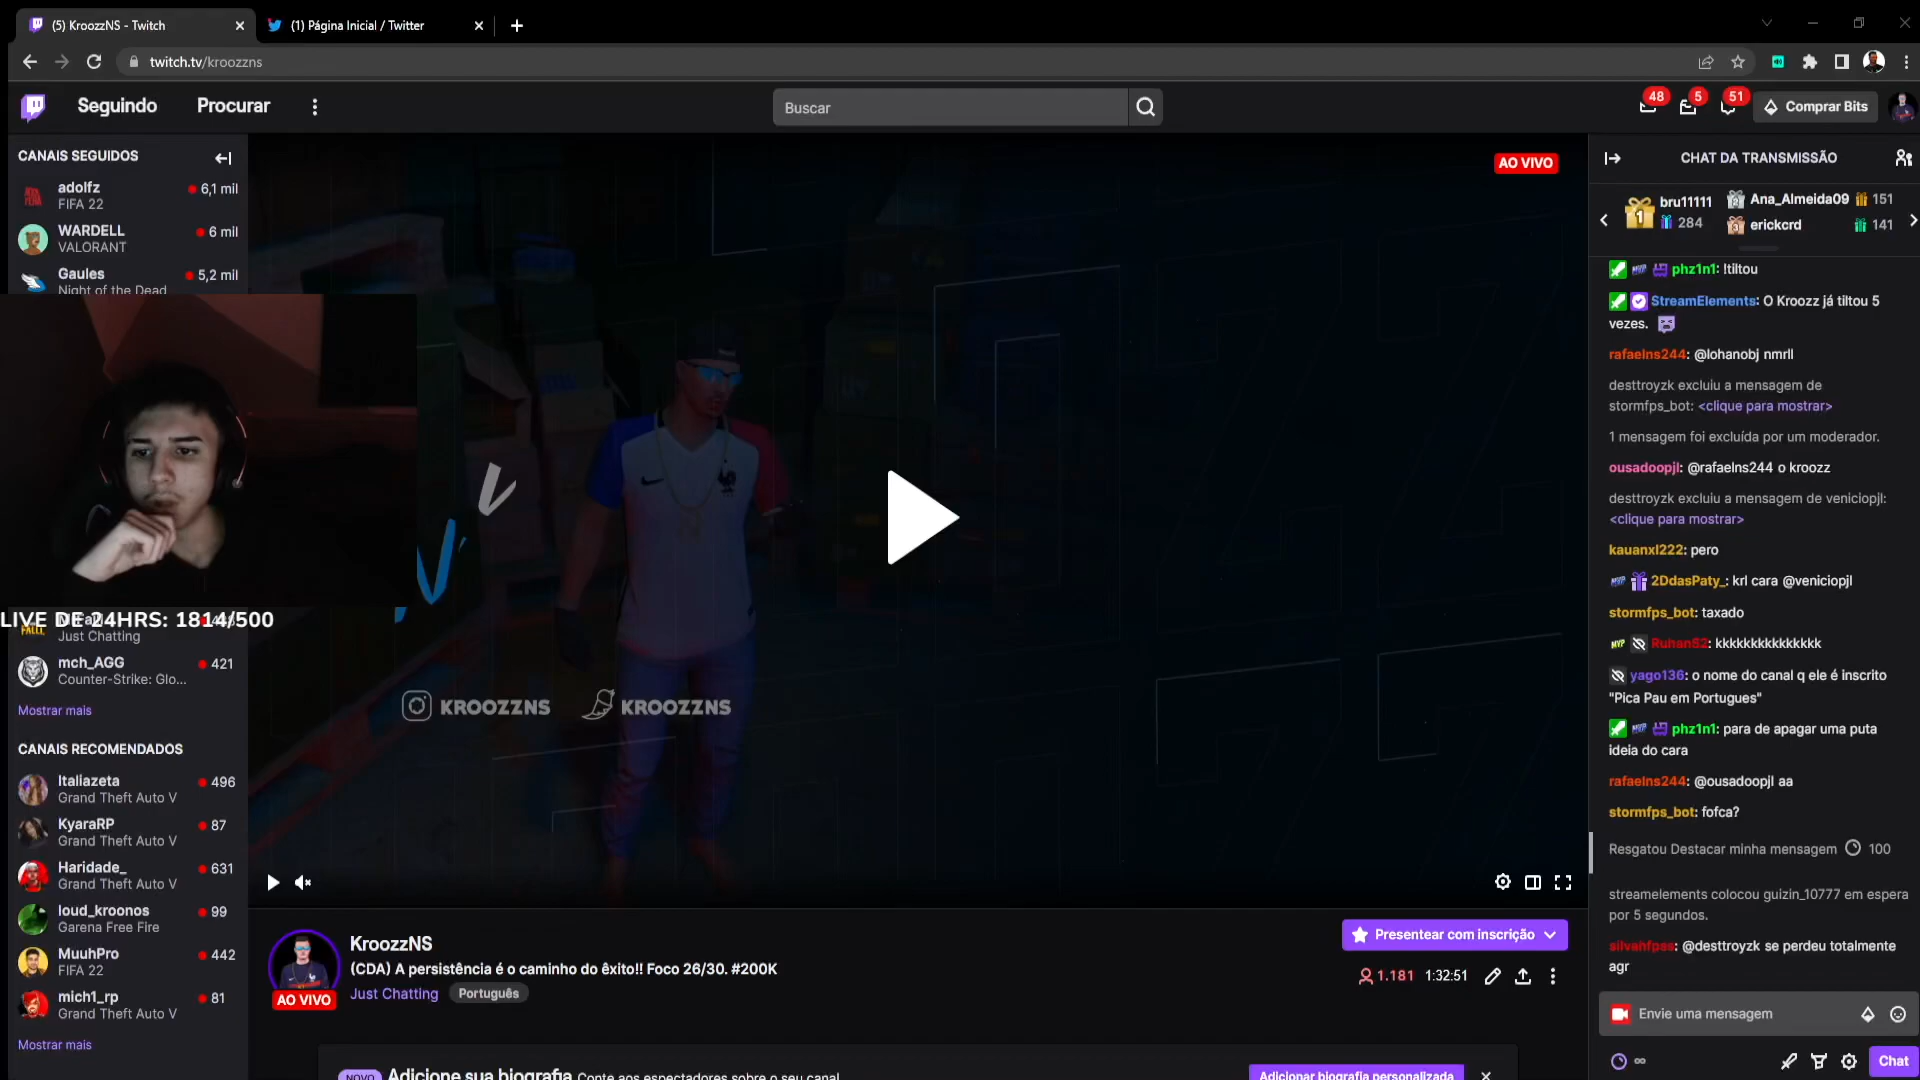 (5) KroozzNS - Twitch
(1) Página Inicial / Twitter
twitch.tv/kroozzns
Seguindo
Procurar
Buscar
48
5
51
Comprar Bits
CANAIS SEGUIDOS
adolfz
6,1 mil
FIFA 22
WARDELL
6 mil
VALORANT
Gaules
5,2 mil
Night of the Dead
LIVE DE 24HRS: 1814/500
Just Chatting
mch_AGG
421
Counter-Strike: Glo...
Mostrar mais
CANAIS RECOMENDADOS
Italiazeta
496
Grand Theft Auto V
KyaraRP
87
Grand Theft Auto V
Haridade_
631
Grand Theft Auto V
loud_kroonos
99
Garena Free Fire
MuuhPro
442
FIFA 22
mich1_rp
81
Grand Theft Auto V
Mostrar mais
AO VIVO
KROOZZNS
KROOZZNS
AO VIVO
KroozzNS
(CDA) A persistência é o caminho do êxito!! Foco 26/30. #200K
Just Chatting
Português
Presentear com inscrição
1.181
1:32:51
NOVO
Adicione sua biografia
Conte aos espectadores sobre o seu canal
Adicionar biografia personalizada
CHAT DA TRANSMISSÃO
1
bru11111
284
Ana_Almeida09
151
erickcrd
141
phz1n1: !tiltou
StreamElements: O Kroozz já tiltou 5
vezes.
rafaelns244: @lohanobj nmrll
desttroyzk excluiu a mensagem de
stormfps_bot: <clique para mostrar>
1 mensagem foi excluída por um moderador.
ousadoopjl: @rafaelns244 o kroozz
desttroyzk excluiu a mensagem de veniciopjl:
<clique para mostrar>
kauanxl222: pero
2DdasPaty_: krl cara @veniciopjl
stormfps_bot: taxado
RuhanS2: kkkkkkkkkkkkkkk
yago136: o nome do canal q ele é inscrito
"Pica Pau em Portugues"
phz1n1: para de apagar uma puta
ideia do cara
rafaelns244: @ousadoopjl aa
stormfps_bot: fofca?
Resgatou Destacar minha mensagem 100
streamelements colocou guizin_10777 em espera
por 5 segundos.
silvahfpss: @desttroyzk se perdeu totalmente
agr
Envie uma mensagem
∞
Chat